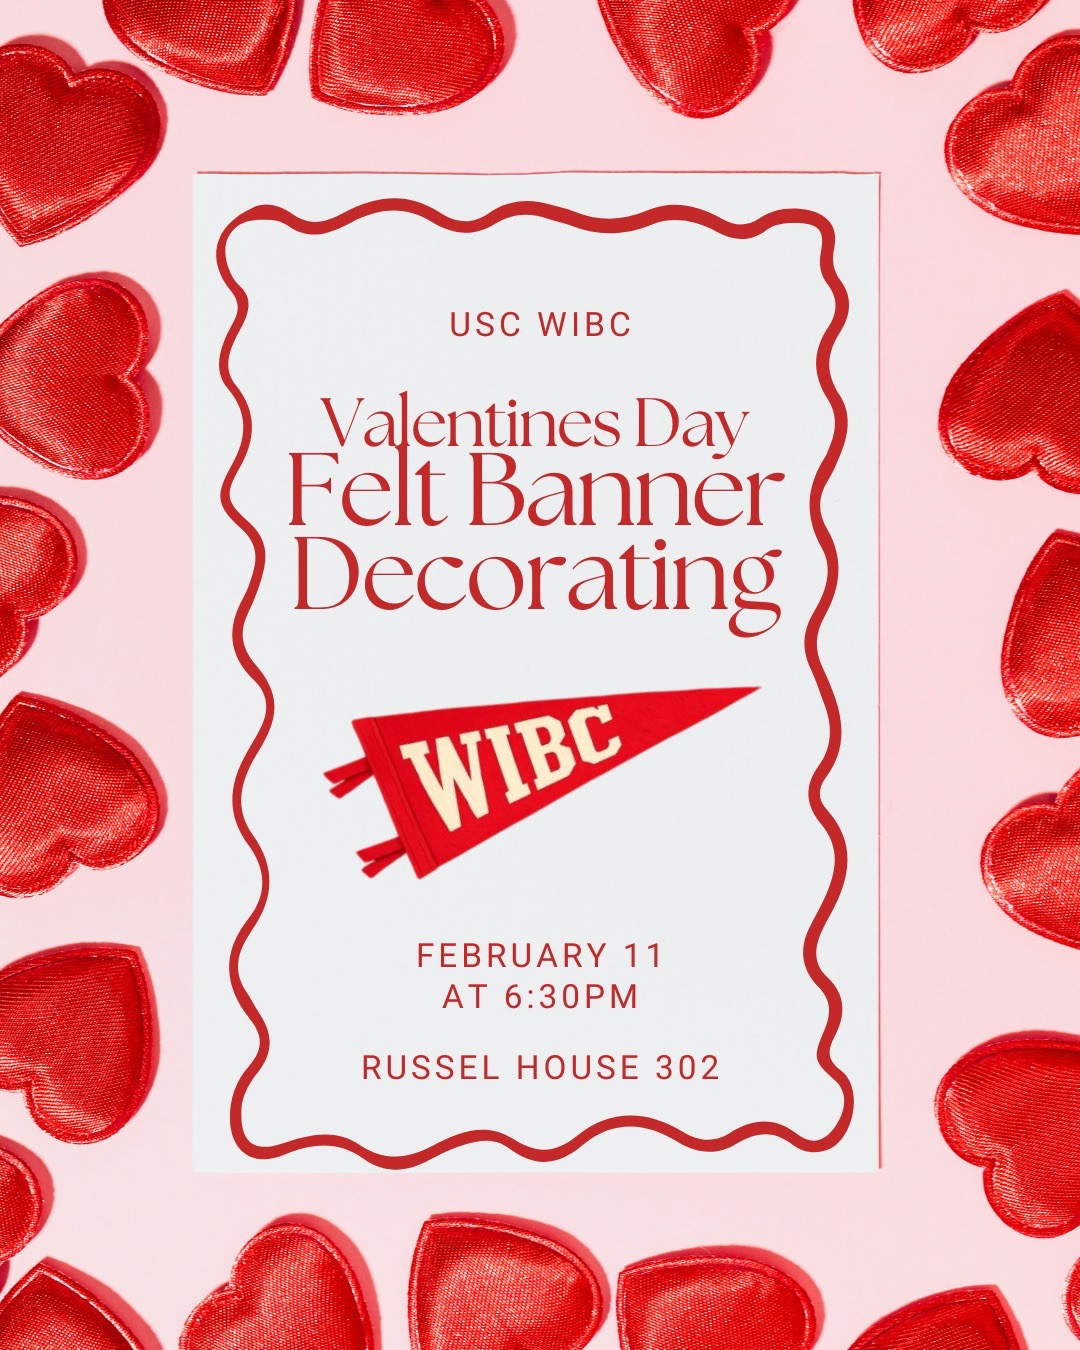 USC WIBC
Valentines Day
Felt Banner
Decorating
WIBC
FEBRUARY 11
AT 6:30PM
RUSSEL HOUSE 302